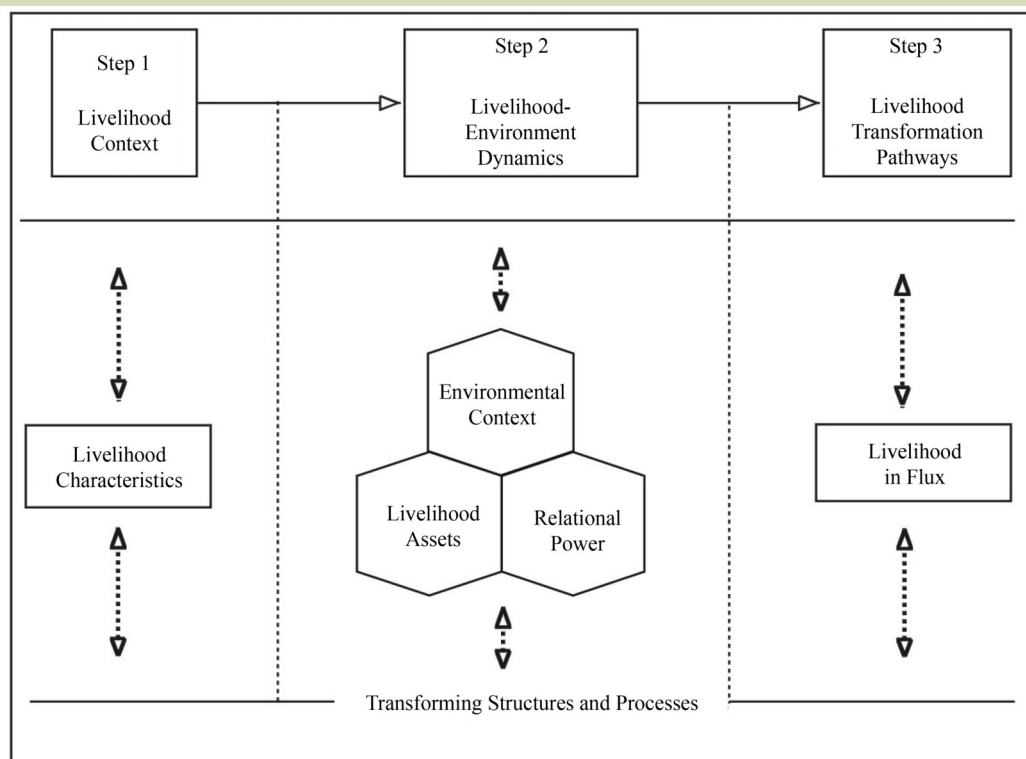 Step 1
Livelihood
Context
Step 2
Livelihood-
Environment
Dynamics
Step 3
Livelihood
Transformation
Pathways
Livelihood
Characteristics
Environmental
Context
Livelihood
Assets
Relational
Power
Livelihood
in Flux
Transforming Structures and Processes